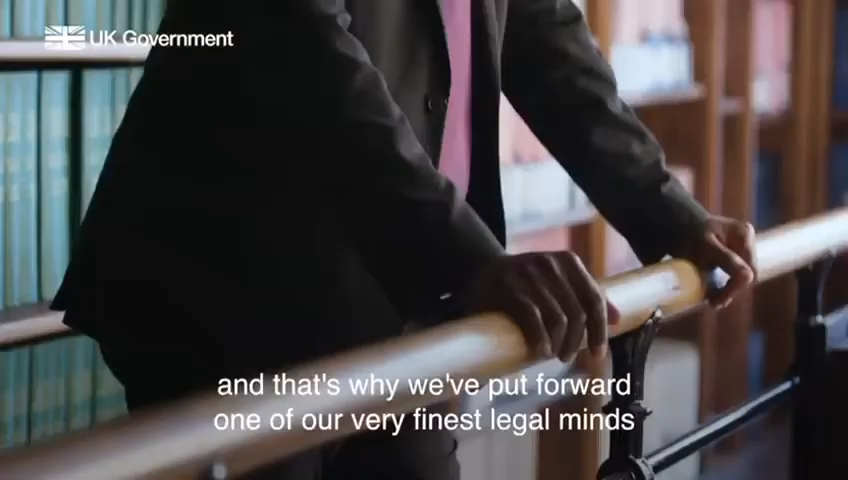 UK Government
and that's why we've put forward
one of our very finest legal minds